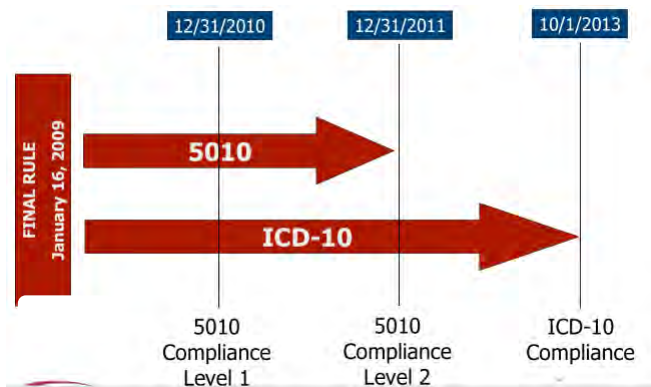 12/31/2010
12/31/2011
10/1/2013
FINAL RULE
January 16, 2009
5010
ICD-10
5010
Compliance
Level 1
5010
Compliance
Level 2
ICD-10
Compliance